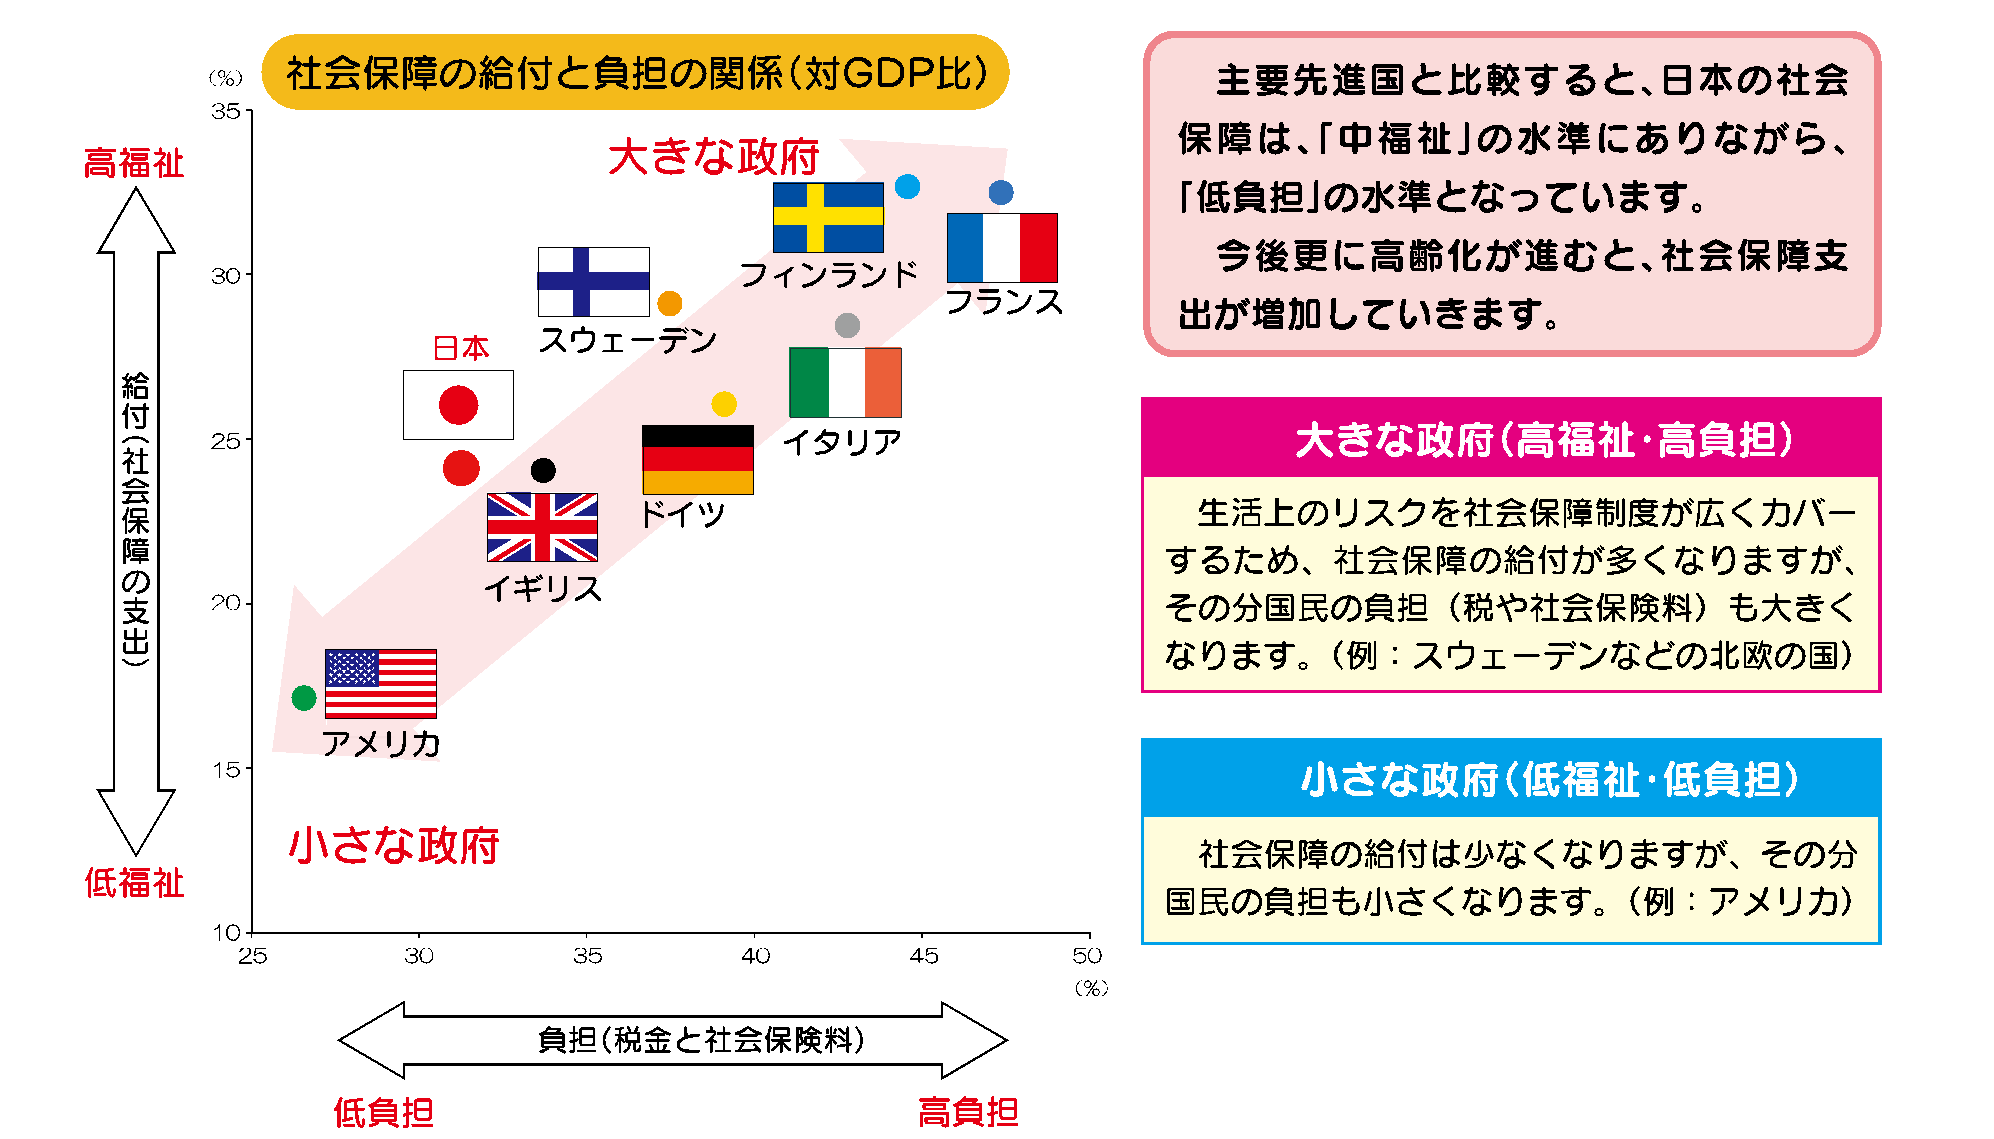 社会保障の給付と負担の関係（対GDP比）
（%）
35
30
25
20
15
10
25
30
35
40
45
50
（%）
高福祉
給付（社会保障の支出）
低福祉
大きな政府
フィンランド
フランス
スウェーデン
日本
イタリア
ドイツ
イギリス
アメリカ
小さな政府
負担（税金と社会保険料）
低負担
高負担
主要先進国と比較すると、日本の社会
保障は、「中福祉」の水準にありながら、
「低負担」の水準となっています。
今後更に高齢化が進むと、社会保障支
出が増加していきます。
大きな政府（高福祉・高負担）
生活上のリスクを社会保障制度が広くカバー
するため、社会保障の給付が多くなりますが、
その分国民の負担（税や社会保険料）も大きく
なります。（例：スウェーデンなどの北欧の国）
小さな政府（低福祉・低負担）
社会保障の給付は少なくなりますが、その分
国民の負担も小さくなります。（例：アメリカ）